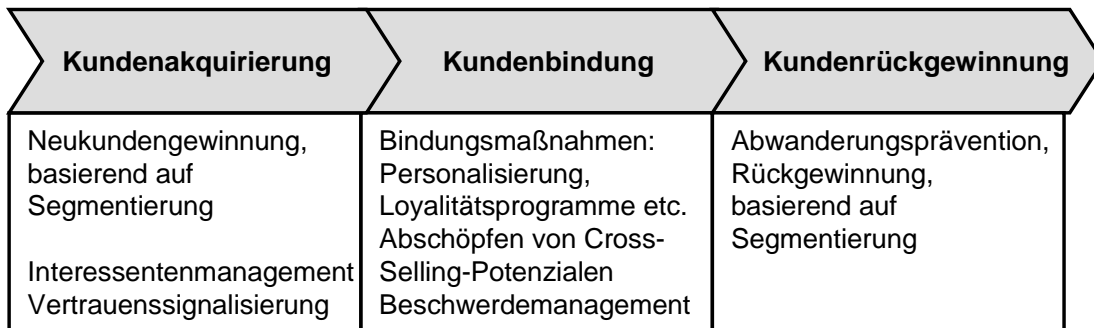 Kundenakquirierung
Kundenbindung
Kundenrückgewinnung
Neukundengewinnung,
basierend auf
Segmentierung
Interessentenmanagement
Vertrauenssignalisierung
Bindungsmaßnahmen:
Personalisierung,
Loyalitätsprogramme etc.
Abschöpfen von Cross-
Selling-Potenzialen
Beschwerdemanagement
Abwanderungsprävention,
Rückgewinnung,
basierend auf
Segmentierung